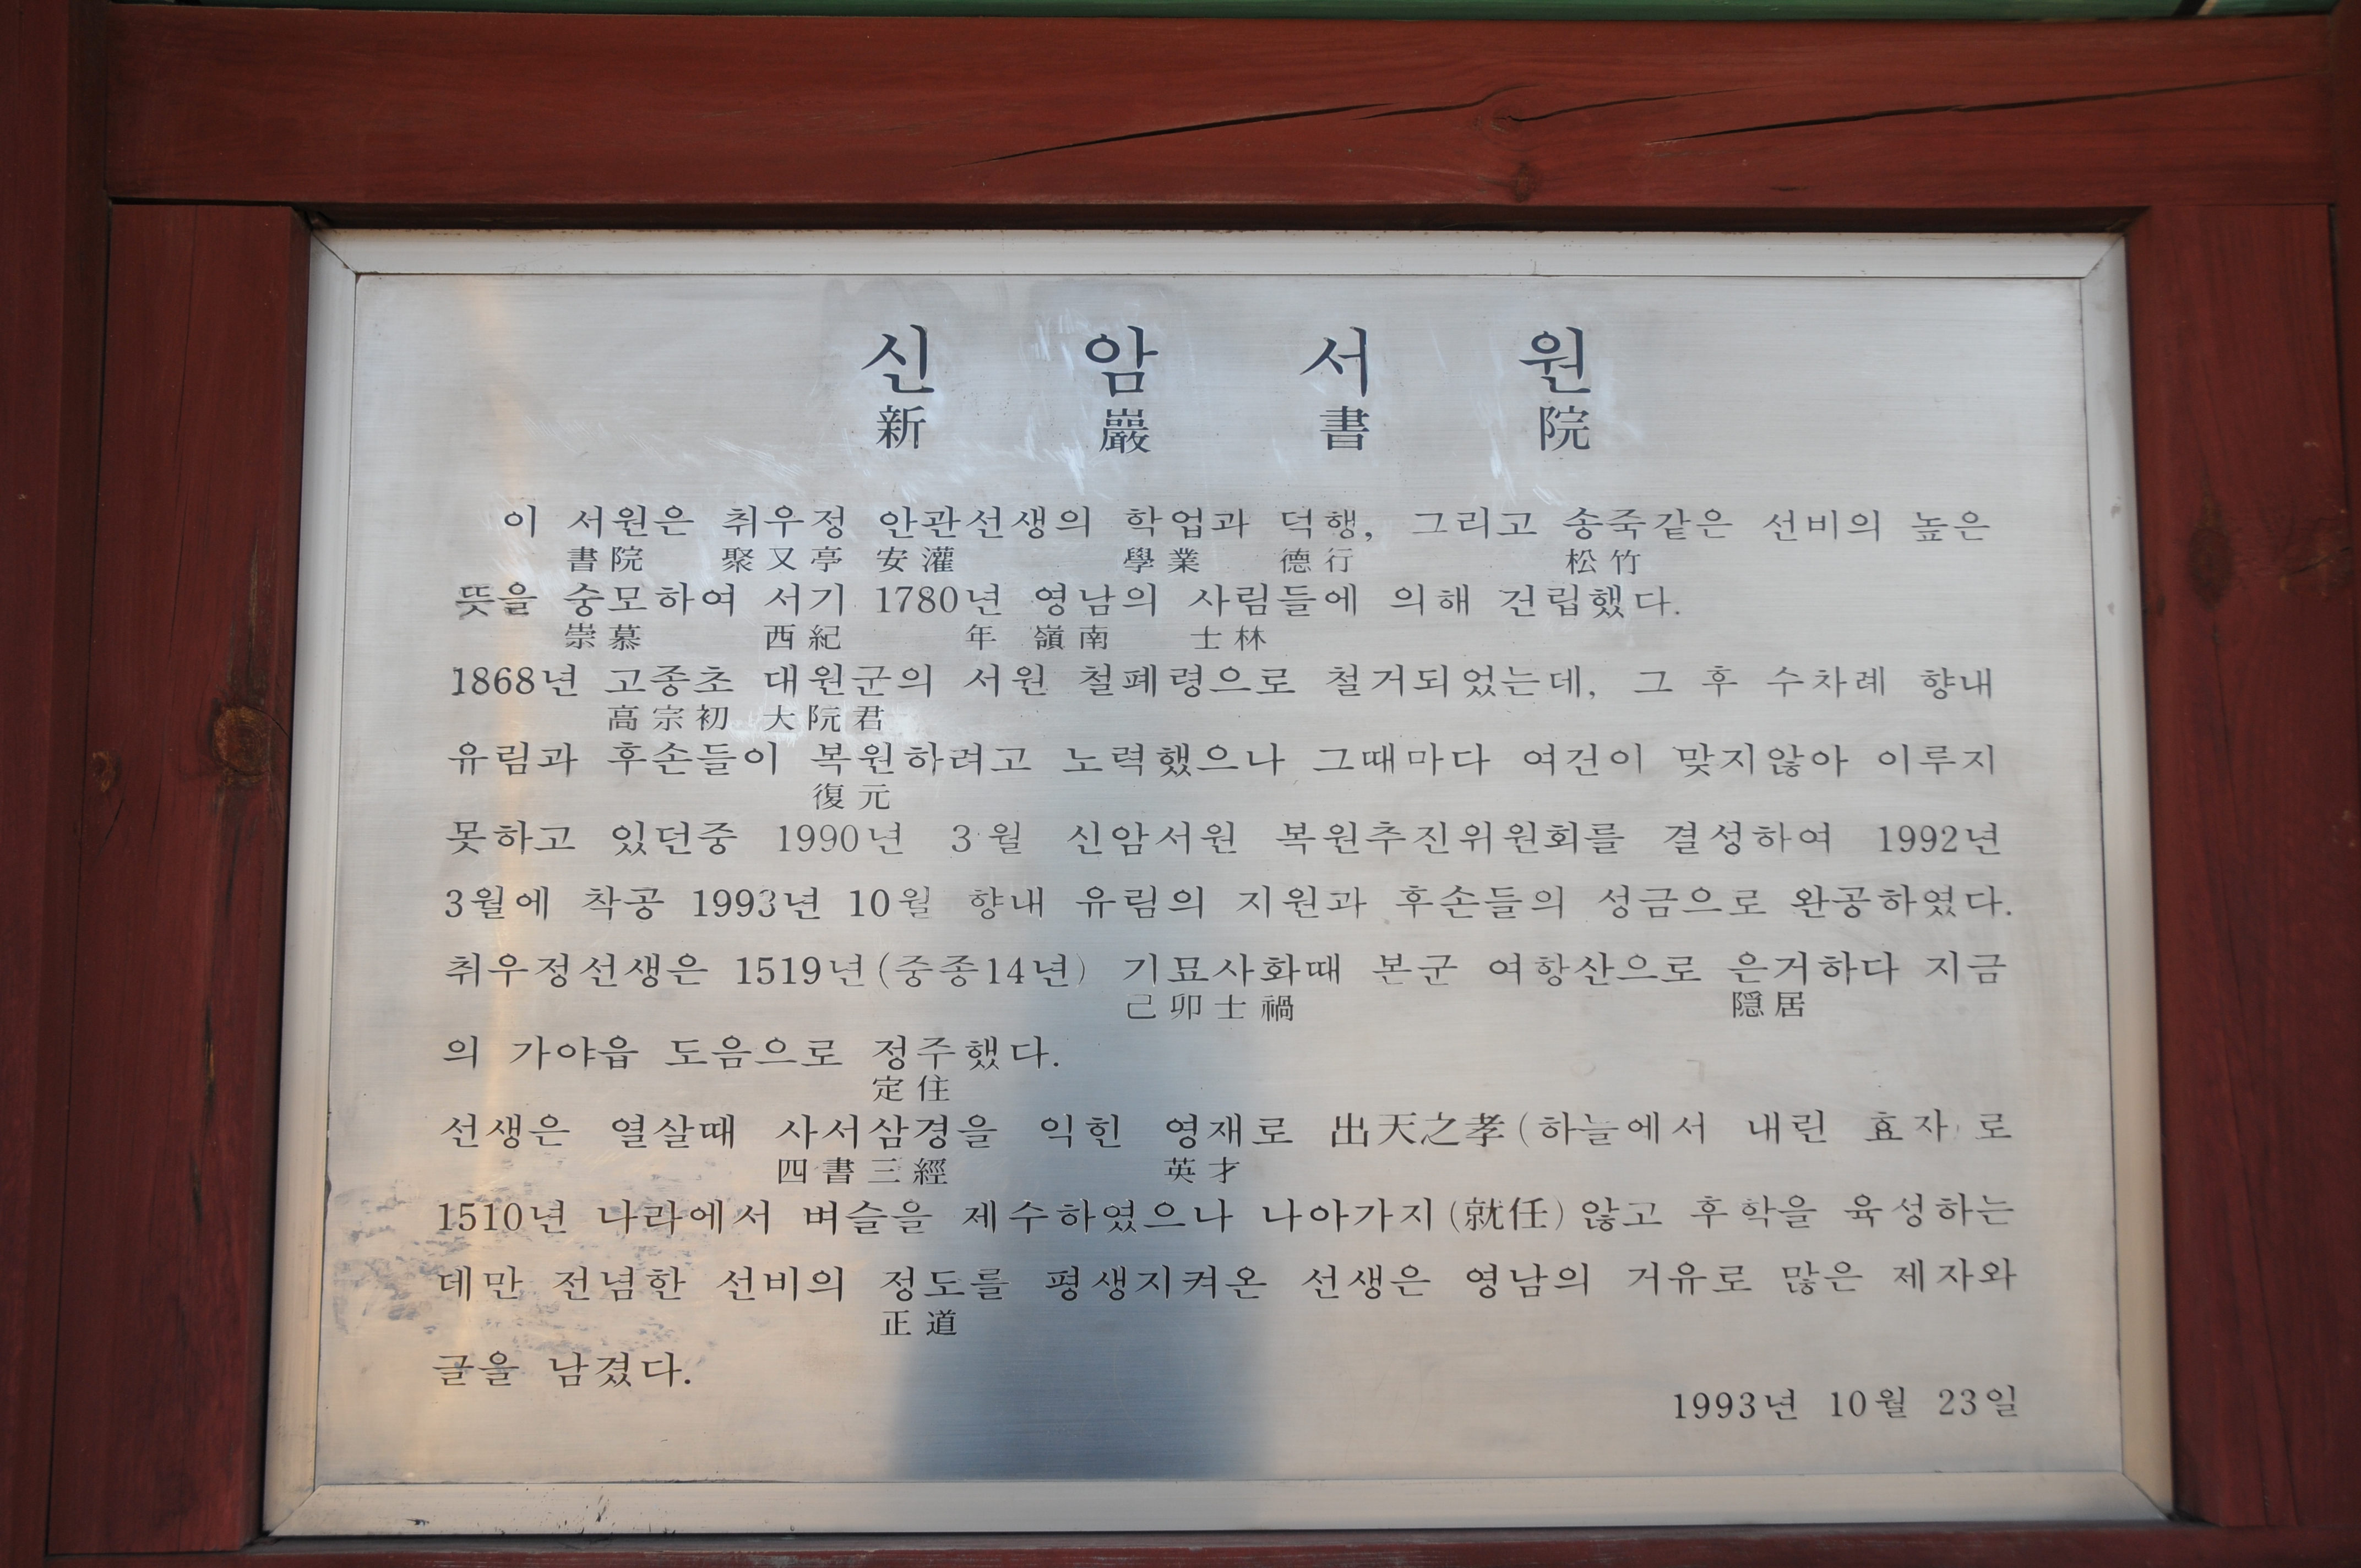 신 암 서 원
新 巖 書 院
이 서원은 취우정 안관선생의 학업과 덕행, 그리고 송죽같은 선비의 높은
書院 聚又亭 安灌 學業 德行 松竹
뜻을 숭모하여 서기 1780년 영남의 사림들에 의해 건립했다.
崇慕 西紀 年 嶺南 士林
1868년 고종초 대원군의 서원 철폐령으로 철거되었는데, 그 후 수차례 향내
高宗初 大院君
유림과 후손들이 복원하려고 노력했으나 그때마다 여건이 맞지않아 이루지
復元
못하고 있던중 1990년 3월 신암서원 복원추진위원회를 결성하여 1992년
3월에 착공 1993년 10월 향내 유림의 지원과 후손들의 성금으로 완공하였다.
취우정선생은 1519년(중종14년) 기묘사화때 본군 여항산으로 은거하다 지금
己卯士禍 隱居
의 가야읍 도음으로 정주했다.
定住
선생은 열살때 사서삼경을 익힌 영재로 出天之孝(하늘에서 내린 효자 로
四書三經 英才
1510년 나라에서 벼슬을 제수하였으나 나아가지(就任)않고 후학을 육성하는
데만 전념한 선비의 정도를 평생지켜온 선생은 영남의 거유로 많은 제자와
正道
글을 남겼다.
1993년 10월 23일